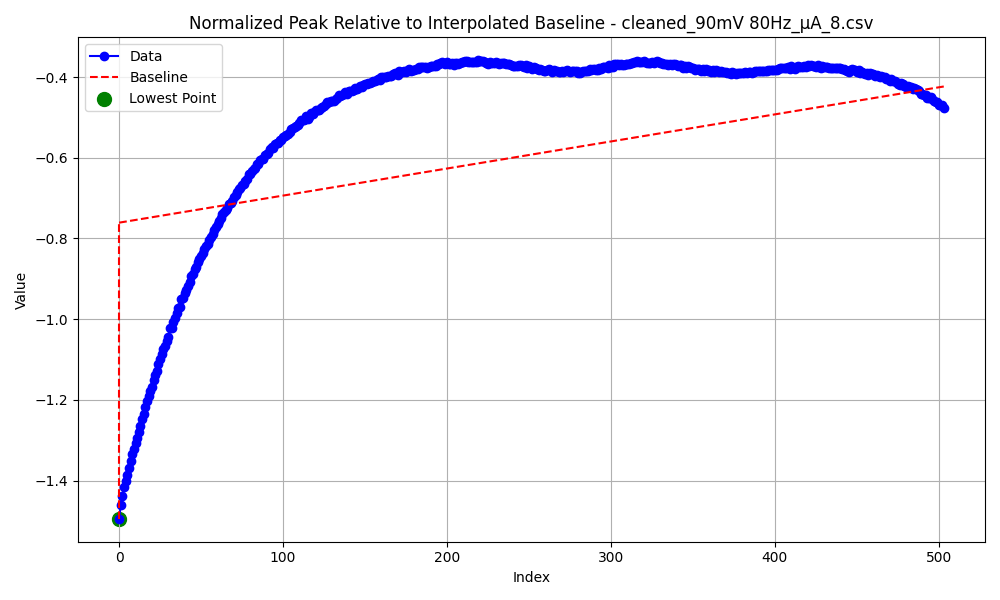 Normalized Peak Relative to Interpolated Baseline - cleaned_90mV 80Hz_μA_8.csv
Data
Baseline
Lowest Point
−0.4
−0.6
−0.8
−1.0
−1.2
−1.4
Value
0
100
200
300
400
500
Index